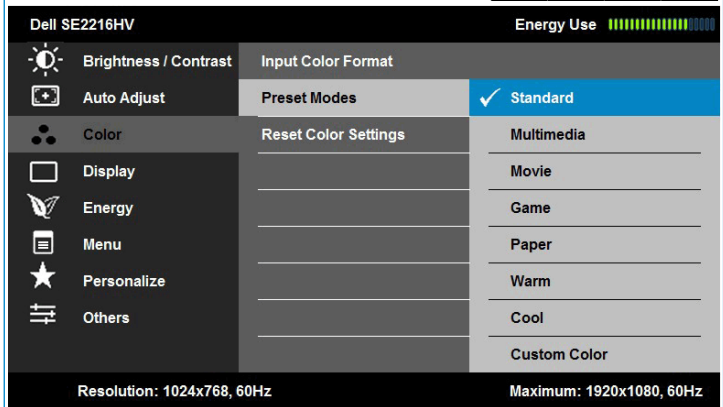 Dell SE2216HV Energy Use
Brightness / Contrast Input Color Format
Auto Adjust Preset Modes Standard
Color Reset Color Settings Multimedia
Display Movie
Energy Game
Menu Paper
Personalize Warm
Others Cool
Custom Color
Resolution: 1024x768, 60Hz Maximum: 1920x1080, 60Hz